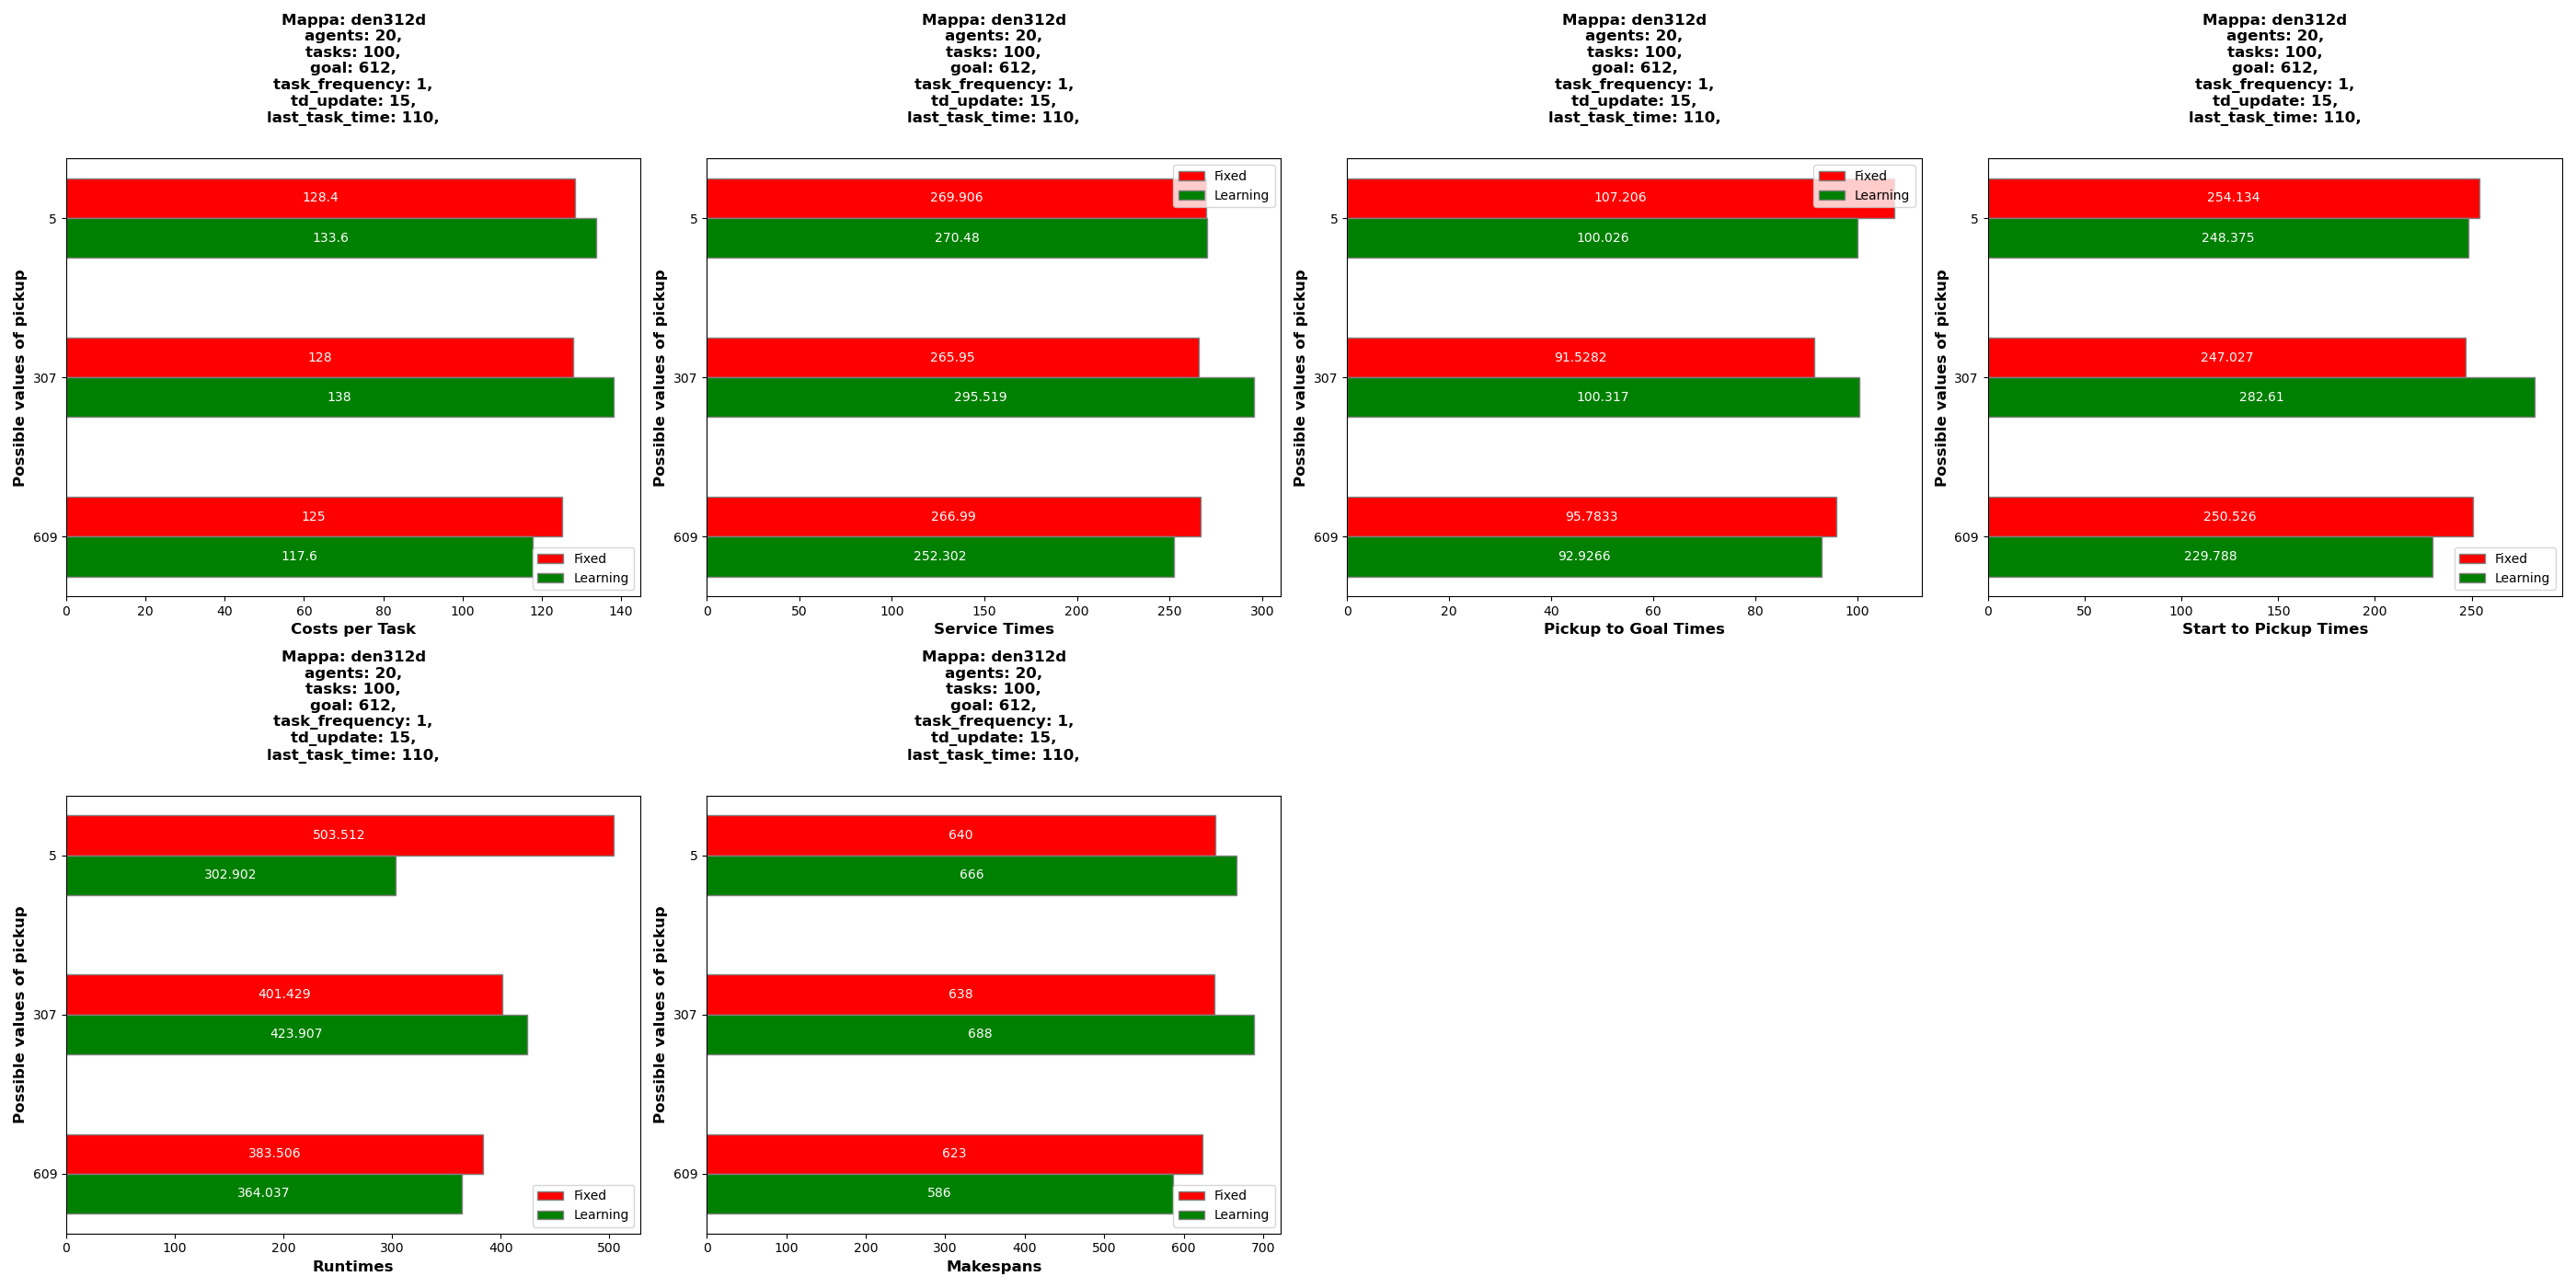 Mappa: den312d
agents: 20,
tasks: 100,
goal: 612,
task_frequency: 1,
td_update: 15,
last_task_time: 110,
Possible values of pickup
5
307
609
128.4
133.6
128
138
125
117.6
Fixed
Learning
0 20 40 60 80 100 120 140
Costs per Task
Mappa: den312d
agents: 20,
tasks: 100,
goal: 612,
task_frequency: 1,
td_update: 15,
last_task_time: 110,
Possible values of pickup
Fixed
Learning
269.906
270.48
265.95
295.519
266.99
252.302
0 50 100 150 200 250 300
Service Times
Mappa: den312d
agents: 20,
tasks: 100,
goal: 612,
task_frequency: 1,
td_update: 15,
last_task_time: 110,
Possible values of pickup
5
307
609
Fixed
Learning
107.206
100.026
91.5282
100.317
95.7833
92.9266
0 20 40 60 80 100
Pickup to Goal Times
Mappa: den312d
agents: 20,
tasks: 100,
goal: 612,
task_frequency: 1,
td_update: 15,
last_task_time: 110,
Possible values of pickup
5
307
609
254.134
248.375
247.027
282.61
250.526
229.788
Fixed
Learning
0 50 100 150 200 250
Start to Pickup Times
Mappa: den312d
agents: 20,
tasks: 100,
goal: 612,
task_frequency: 1,
td_update: 15,
last_task_time: 110,
Possible values of pickup
5
307
609
503.512
302.902
401.429
423.907
383.506
364.037
Fixed
Learning
0 100 200 300 400 500
Runtimes
Mappa: den312d
agents: 20,
tasks: 100,
goal: 612,
task_frequency: 1,
td_update: 15,
last_task_time: 110,
Possible values of pickup
5
307
609
640
666
638
688
623
586
Fixed
Learning
0 100 200 300 400 500 600 700
Makespans